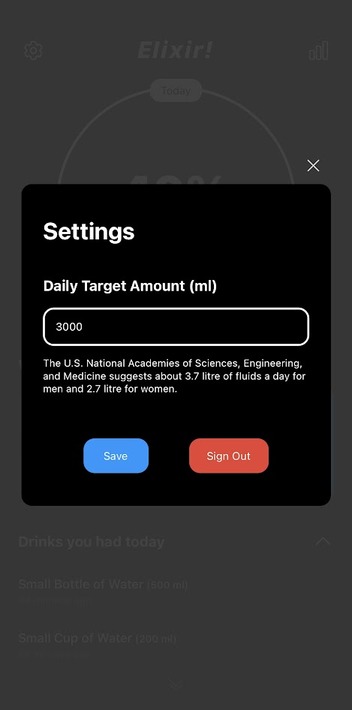 Elixir!
Today
Settings
Daily Target Amount (ml)
3000
The U.S. National Academies of Sciences, Engineering,
and Medicine suggests about 3.7 litre of fluids a day for
men and 2.7 litre for women.
Save
Sign Out
Drinks you had today
Small Bottle of Water (500 ml)
Small Cup of Water (200 ml)